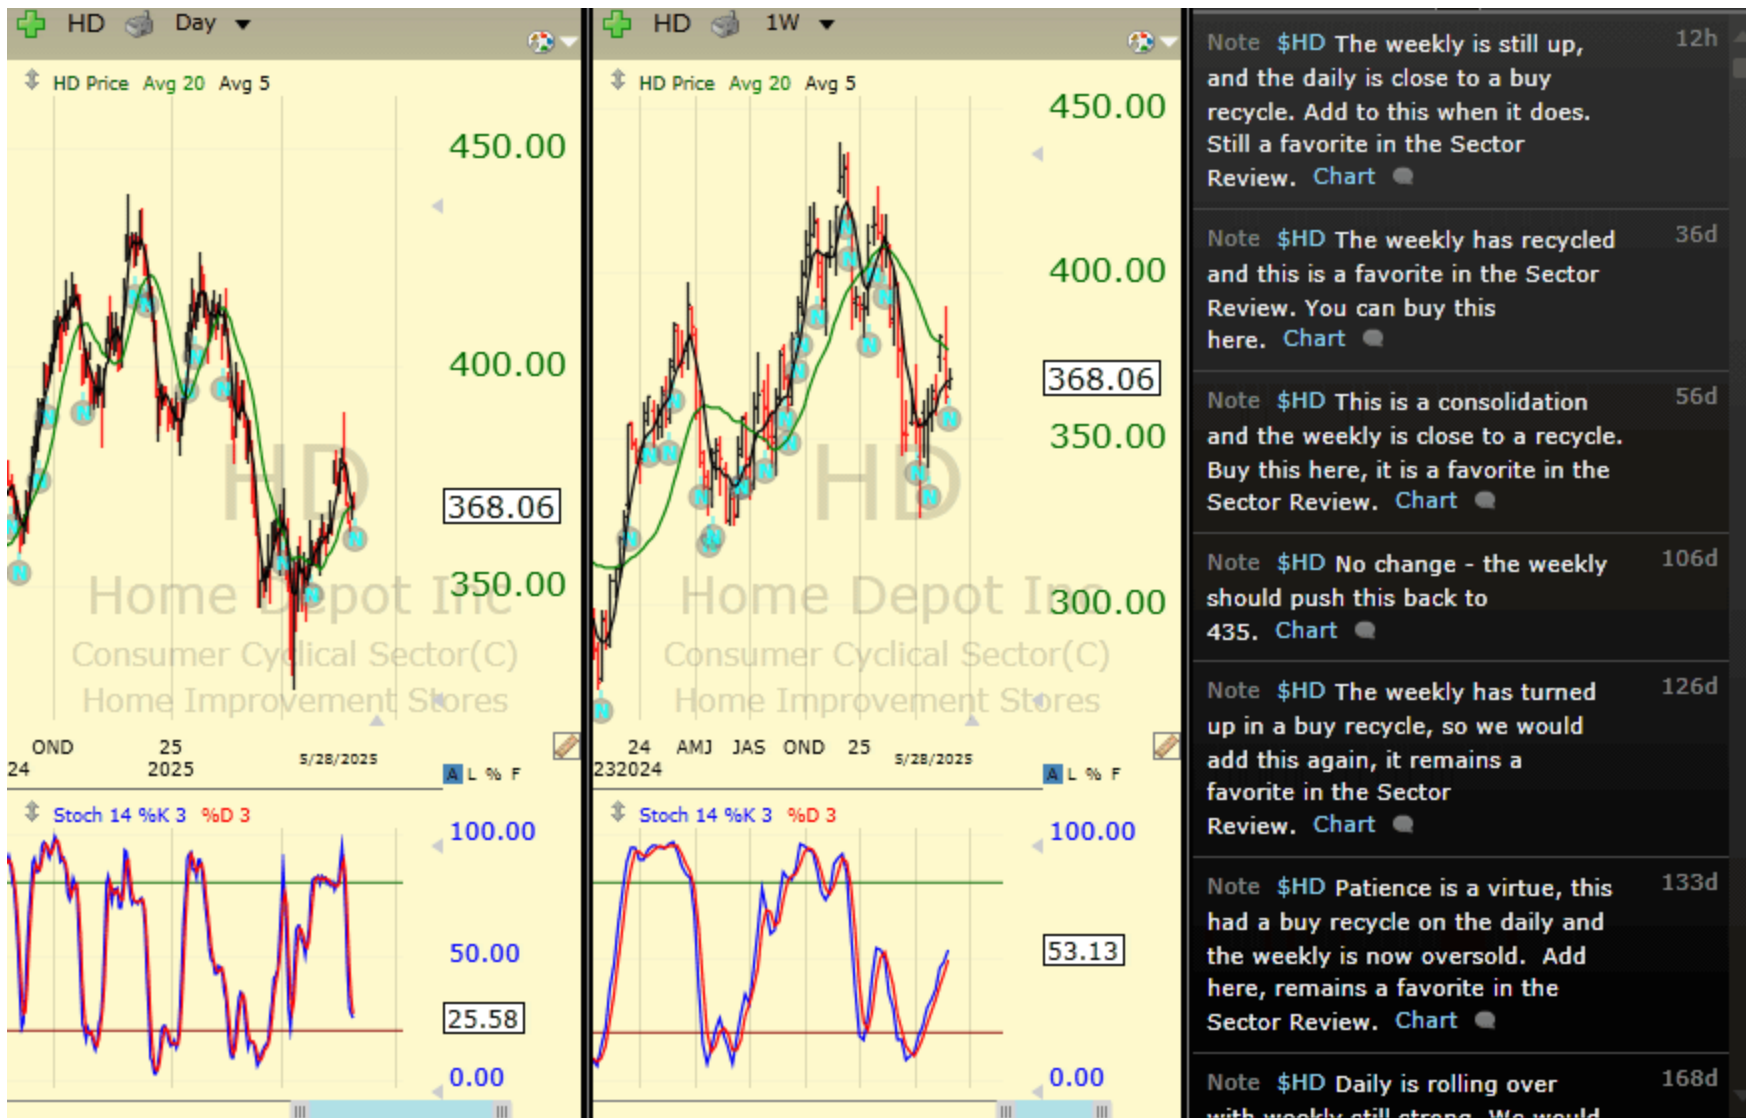 HD Day
HD Price Avg 20 Avg 5
450.00
400.00
368.06
350.00
HD
Home Depot Inc
Consumer Cyclical Sector(C)
Home Improvement Stores
OND 25 5/28/2025
24 2025
A L % F
Stoch 14 %K 3 %D 3
100.00
50.00
25.58
0.00
HD 1W
HD Price Avg 20 Avg 5
450.00
400.00
368.06
350.00
300.00
HD
Home Depot Inc
Consumer Cyclical Sector(C)
Home Improvement Stores
24 AMJ JAS OND 25 5/28/2025
232024
A L % F
Stoch 14 %K 3 %D 3
100.00
53.13
0.00
Note $HD The weekly is still up, 12h
and the daily is close to a buy
recycle. Add to this when it does.
Still a favorite in the Sector
Review. Chart
Note $HD The weekly has recycled 36d
and this is a favorite in the Sector
Review. You can buy this
here. Chart
Note $HD This is a consolidation 56d
and the weekly is close to a recycle.
Buy this here, it is a favorite in the
Sector Review. Chart
Note $HD No change - the weekly 106d
should push this back to
435. Chart
Note $HD The weekly has turned 126d
up in a buy recycle, so we would
add this again, it remains a
favorite in the Sector
Review. Chart
Note $HD Patience is a virtue, this 133d
had a buy recycle on the daily and
the weekly is now oversold. Add
here, remains a favorite in the
Sector Review. Chart
Note $HD Daily is rolling over 168d
with weekly still strong. We would